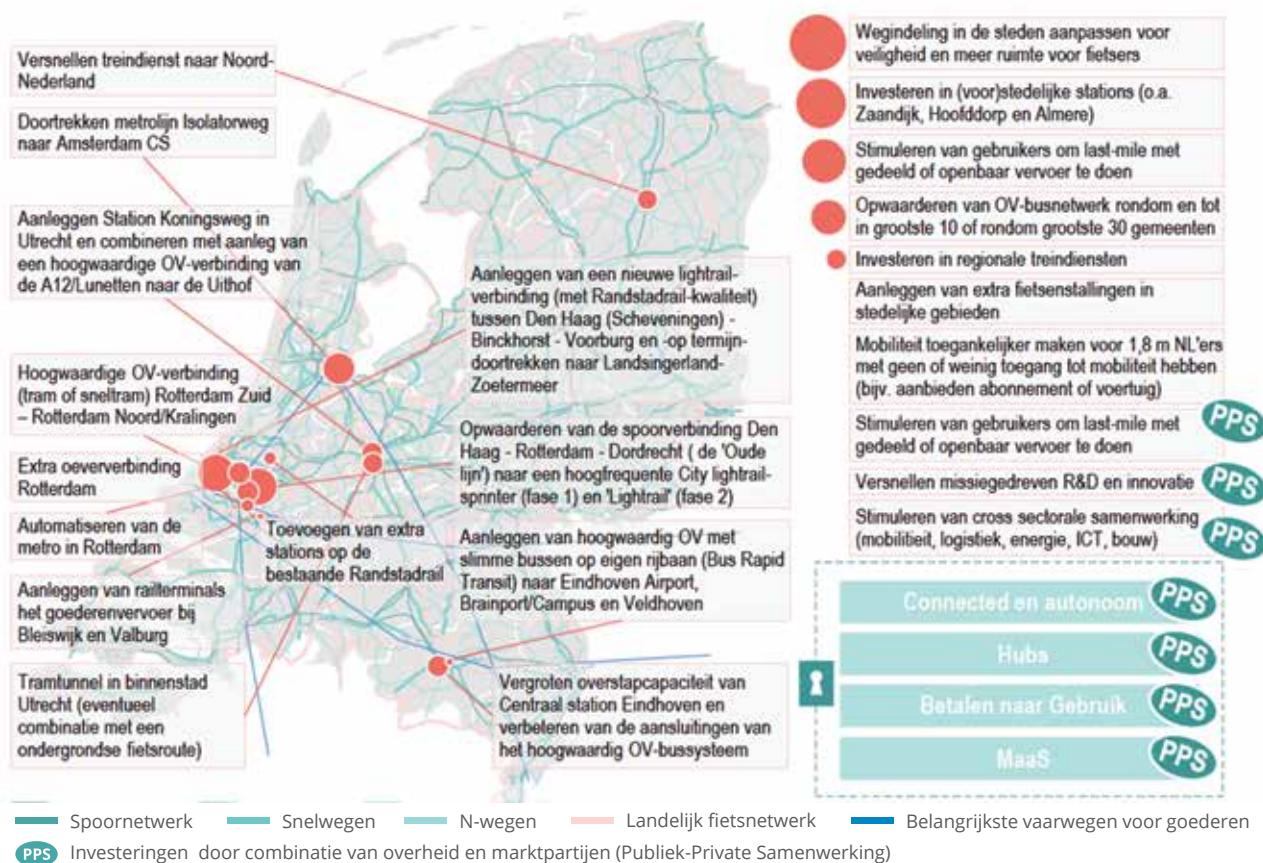 Versnellen treindienst naar Noord-
Nederland
Doortrekken metrolijn Isolatorweg
naar Amsterdam CS
Aanleggen Station Koningsweg in
Utrecht en combineren met aanleg van
een hoogwaardige OV-verbinding van
de A12/Lunetten naar de Uithof
Hoogwaardige OV-verbinding
(tram of sneltram) Rotterdam Zuid
– Rotterdam Noord/Kralingen
Extra oeververbinding
Rotterdam
Automatiseren van de
metro in Rotterdam
Aanleggen van railterminals
het goederenvervoer bij
Bleiswijk en Valburg
Tramtunnel in binnenstad
Utrecht (eventueel
combinatie met een
ondergrondse fietsroute)
Toevoegen van extra
stations op de
bestaande Randstadrail
Aanleggen van een nieuwe lightrail-
verbinding (met Randstadrail-kwaliteit)
tussen Den Haag (Scheveningen) -
Binckhorst - Voorburg en -op termijn-
doortrekken naar Landsingerland-
Zoetermeer
Opwaarderen van de spoorverbinding Den
Haag - Rotterdam - Dordrecht ( de 'Oude
lijn') naar een hoogfrequente City lightrail-
sprinter (fase 1) en 'Lightrail' (fase 2)
Aanleggen van hoogwaardig OV met
slimme bussen op eigen rijbaan (Bus Rapid
Transit) naar Eindhoven Airport,
Brainport/Campus en Veldhoven
Vergroten overstapcapaciteit van
Centraal station Eindhoven en
verbeteren van de aansluitingen van
het hoogwaardig OV-bussysteem
Wegindeling in de steden aanpassen voor
veiligheid en meer ruimte voor fietsers
Investeren in (voor)stedelijke stations (o.a.
Zaandijk, Hoofddorp en Almere)
Stimuleren van gebruikers om last-mile met
gedeeld of openbaar vervoer te doen
Opwaarderen van OV-busnetwerk rondom en tot
in grootste 10 of rondom grootste 30 gemeenten
Investeren in regionale treindiensten
Aanleggen van extra fietsenstallingen in
stedelijke gebieden
Mobiliteit toegankelijker maken voor 1,8 m NL'ers
met geen of weinig toegang tot mobiliteit hebben
(bijv. aanbieden abonnement of voertuig)
Stimuleren van gebruikers om last-mile met
gedeeld of openbaar vervoer te doen
PPS
Versnellen missiegedreven R&D en innovatie
PPS
Stimuleren van cross sectorale samenwerking
(mobilitieit, logistiek, energie, ICT, bouw)
PPS
Connected en autonoom
PPS
Hubs
PPS
Betalen naar Gebruik
PPS
MaaS
PPS
Spoornetwerk Snelwegen N-wegen Landelijk fietsnetwerk Belangrijkste vaarwegen voor goederen
PPS Investeringen door combinatie van overheid en marktpartijen (Publiek-Private Samenwerking)